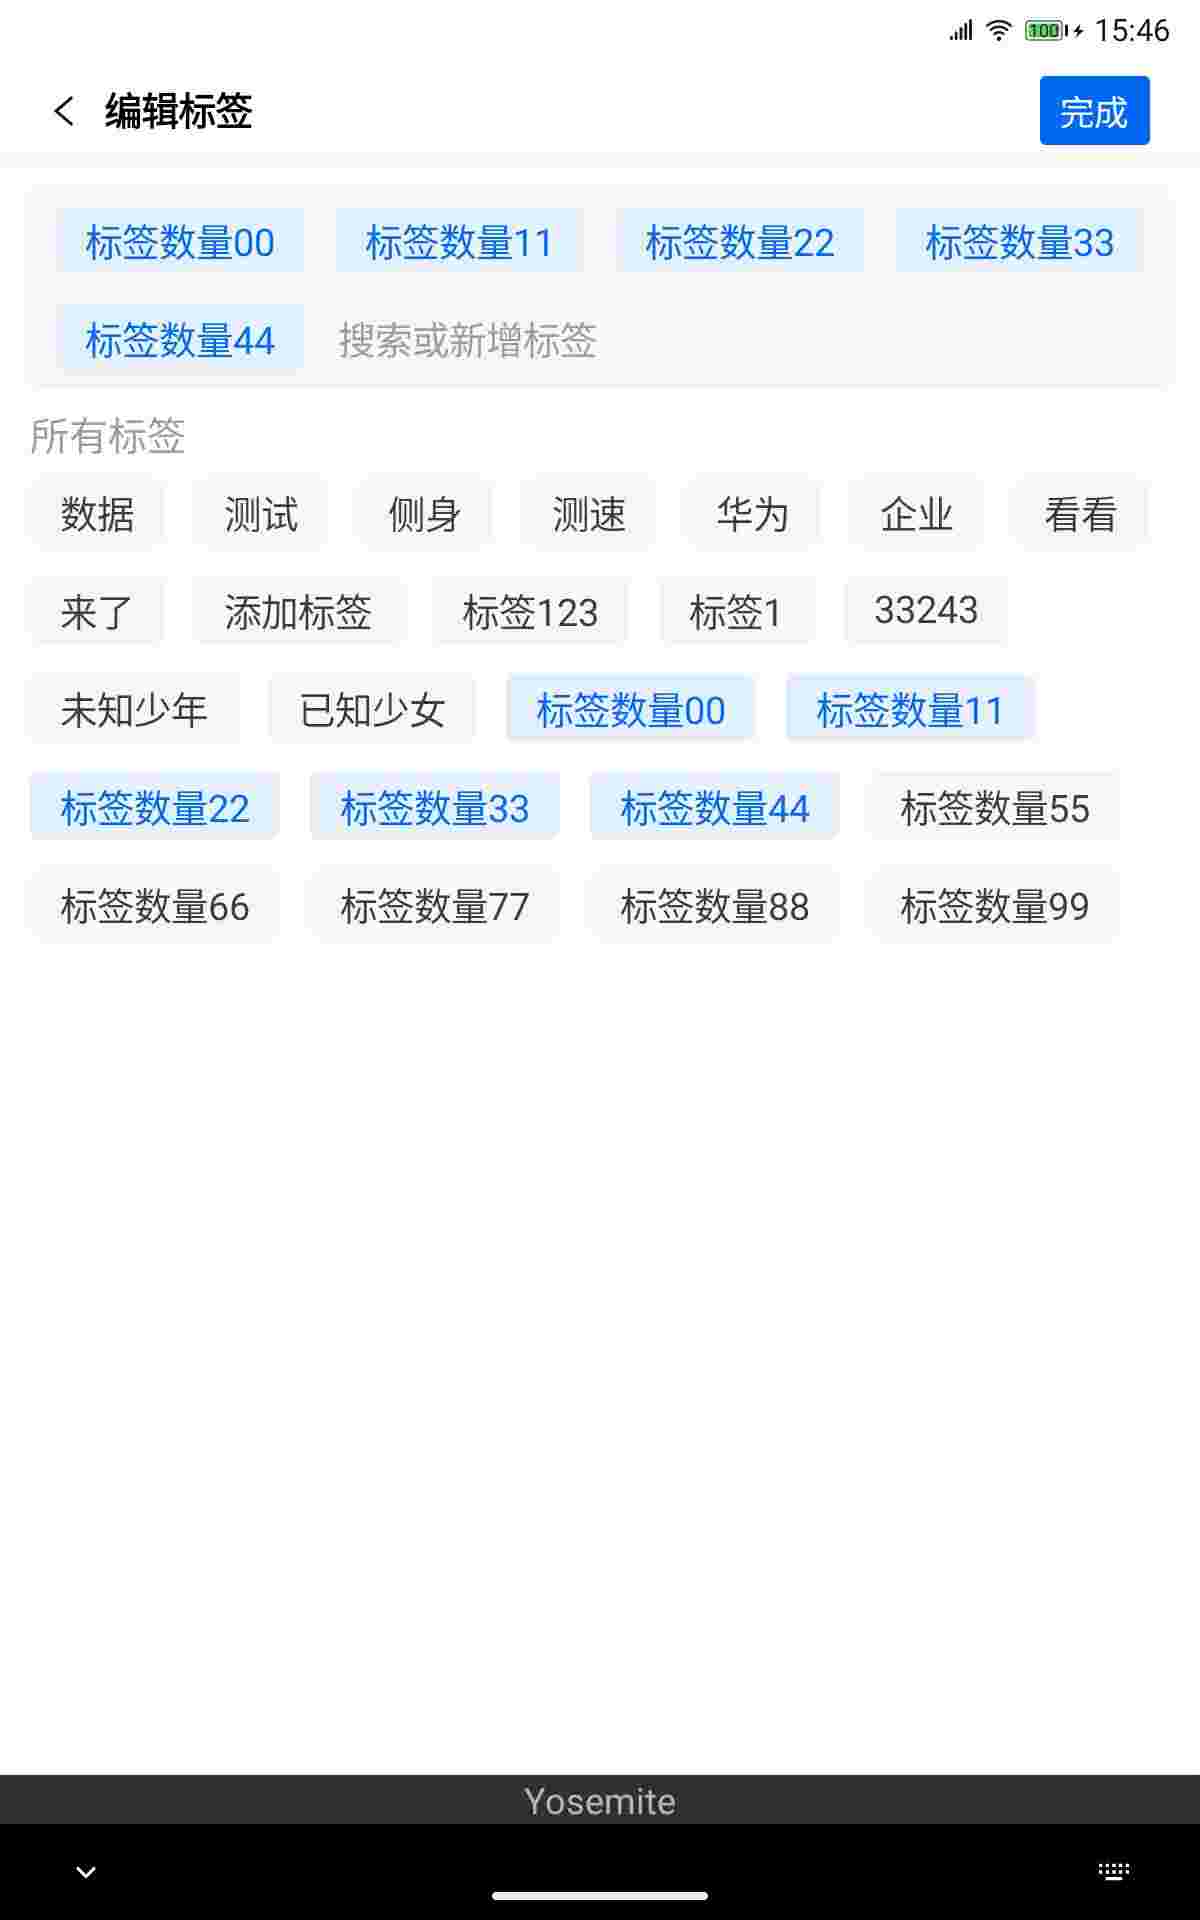 100 15:46
编辑标签 完成
标签数量00 标签数量11 标签数量22 标签数量33
标签数量44 搜索或新增标签
所有标签
数据 测试 侧身 测速 华为 企业 看看
来了 添加标签 标签123 标签1 33243
未知少年 已知少女 标签数量00 标签数量11
标签数量22 标签数量33 标签数量44 标签数量55
标签数量66 标签数量77 标签数量88 标签数量99
Yosemite